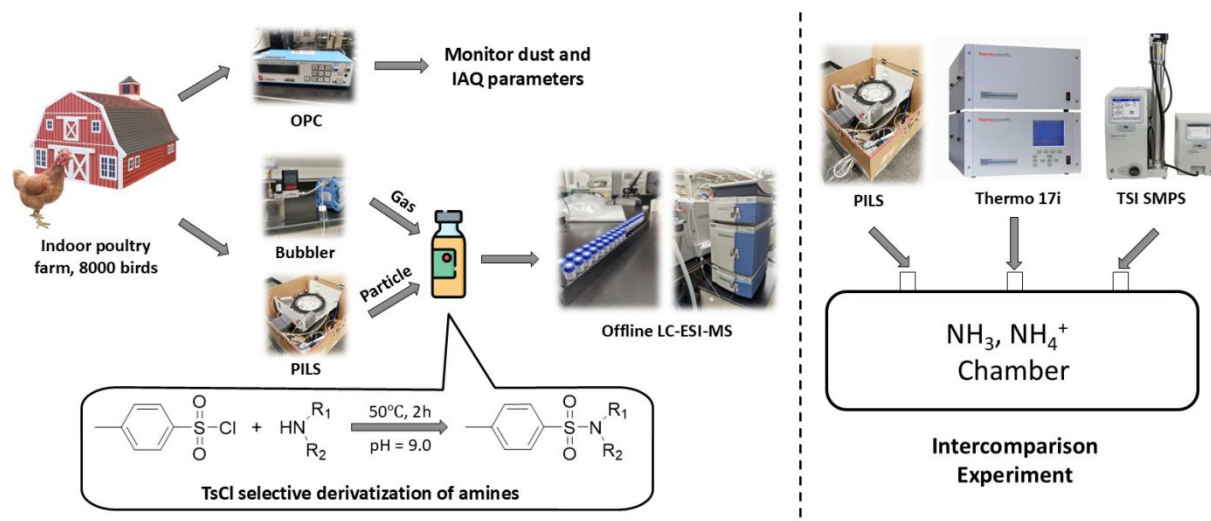 Monitor dust and
IAQ parameters
OPC
Indoor poultry
farm, 8000 birds
Bubbler
Gas
Particle
PILS
Offline LC-ESI-MS
O
S
O
Cl
+
HN
R₁
R₂
50℃, 2h
pH = 9.0
O
S
O
N
R₁
R₂
TsCl selective derivatization of amines
PILS
Thermo 17i
TSI SMPS
NH₃, NH₄⁺
Chamber
Intercomparison
Experiment